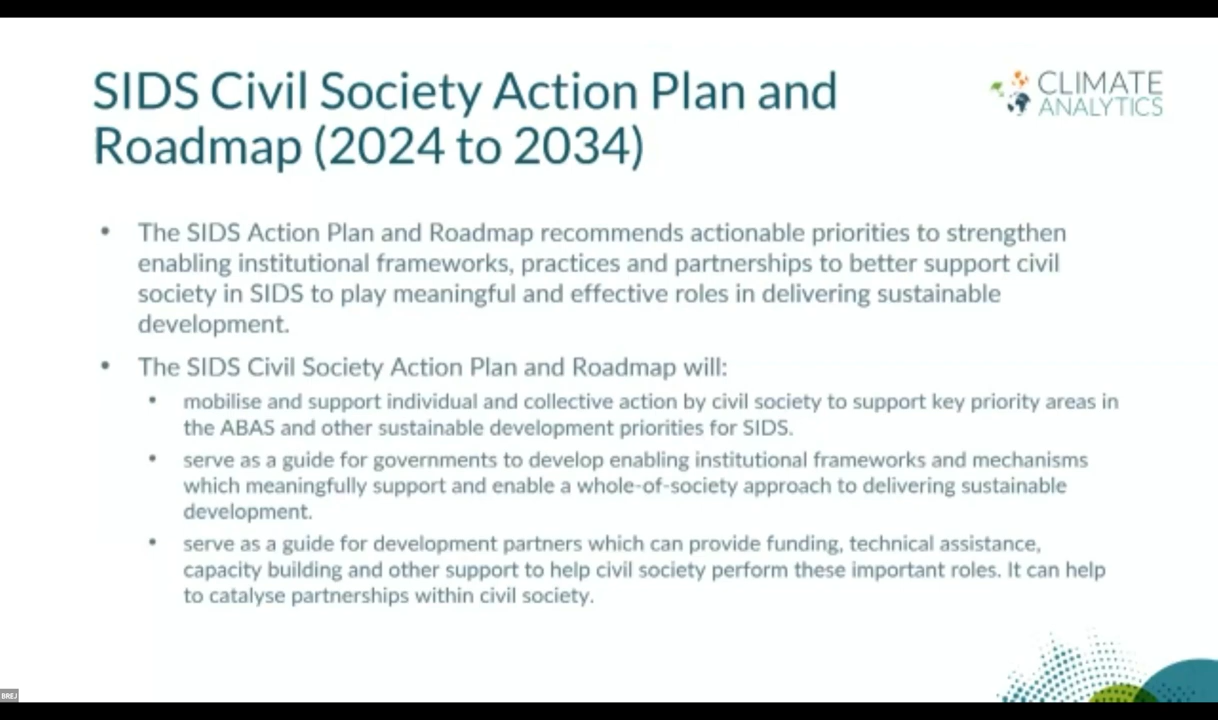 SIDS Civil Society Action Plan and
Roadmap (2024 to 2034)
CLIMATE
ANALYTICS
• The SIDS Action Plan and Roadmap recommends actionable priorities to strengthen
enabling institutional frameworks, practices and partnerships to better support civil
society in SIDS to play meaningful and effective roles in delivering sustainable
development.
• The SIDS Civil Society Action Plan and Roadmap will:
• mobilise and support individual and collective action by civil society to support key priority areas in
the ABAS and other sustainable development priorities for SIDS.
• serve as a guide for governments to develop enabling institutional frameworks and mechanisms
which meaningfully support and enable a whole-of-society approach to delivering sustainable
development.
• serve as a guide for development partners which can provide funding, technical assistance,
capacity building and other support to help civil society perform these important roles. It can help
to catalyse partnerships within civil society.
BREJ